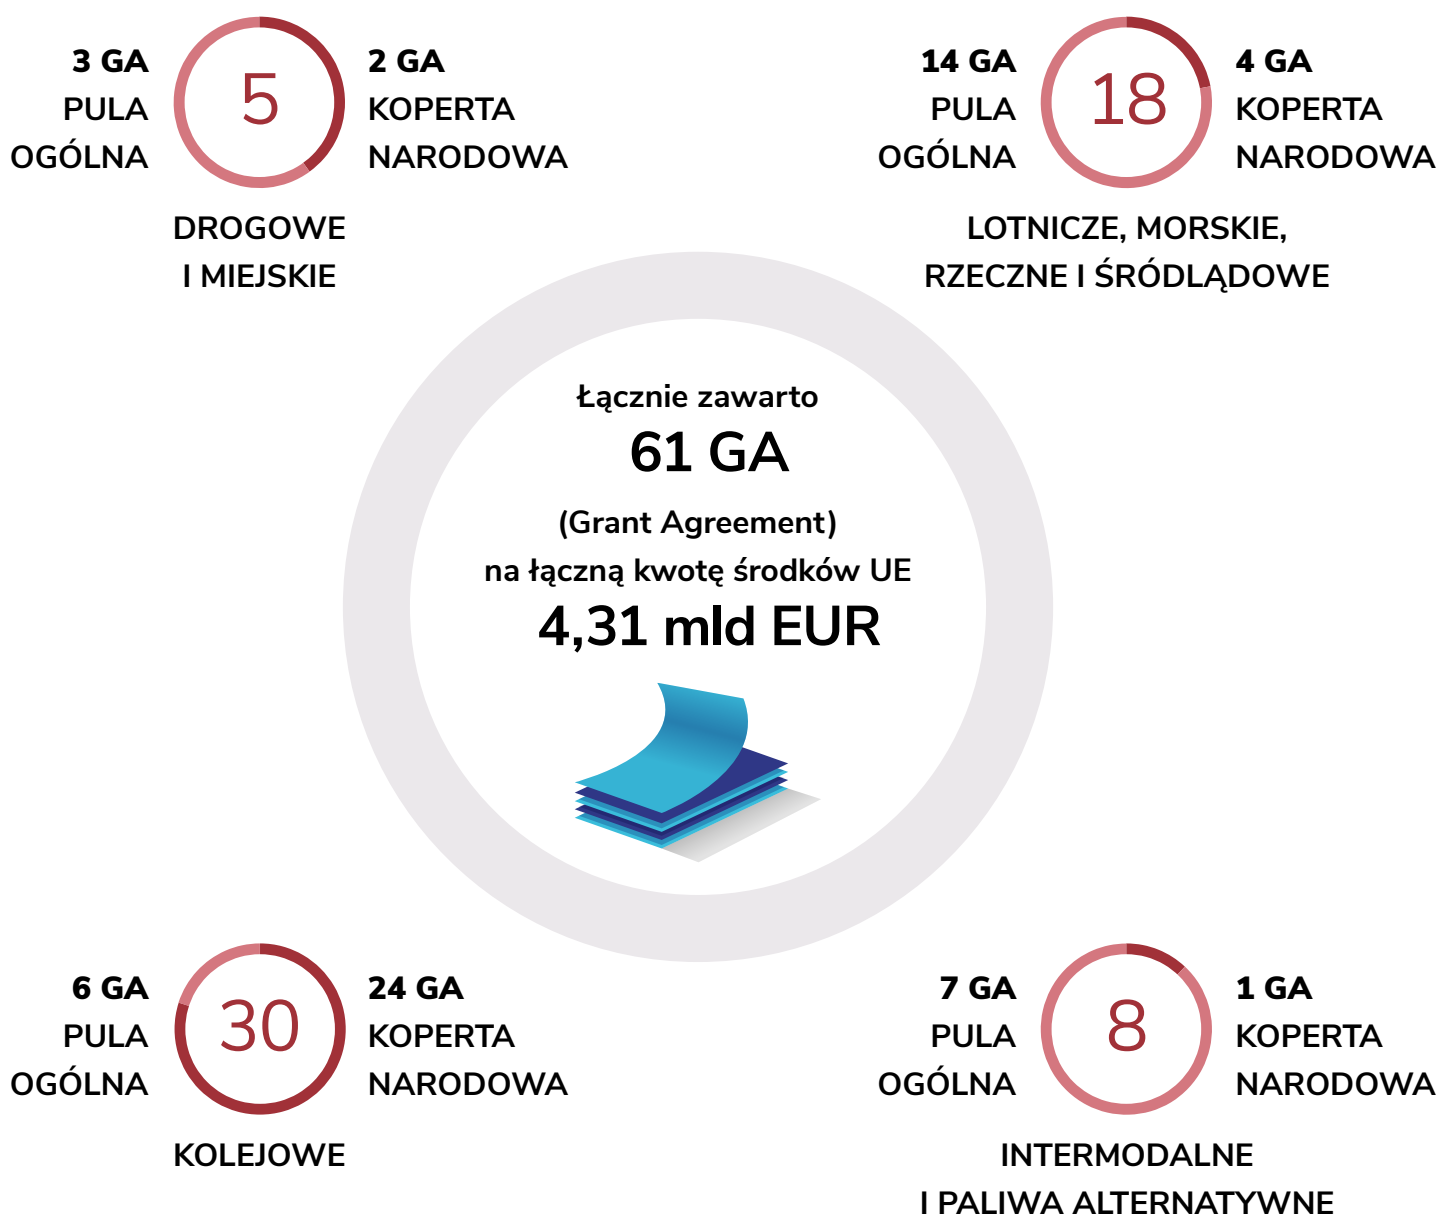 3 GA
PULA
OGÓLNA
5
2 GA
KOPERTA
NARODOWA
DROGOWE
I MIEJSKIE
14 GA
PULA
OGÓLNA
18
4 GA
KOPERTA
NARODOWA
LOTNICZE, MORSKIE,
RZECZNE I ŚRÓDLĄDOWE
Łącznie zawarto
61 GA
(Grant Agreement)
na łączną kwotę środków UE
4,31 mld EUR
6 GA
PULA
OGÓLNA
30
24 GA
KOPERTA
NARODOWA
KOLEJOWE
7 GA
PULA
OGÓLNA
8
1 GA
KOPERTA
NARODOWA
INTERMODALNE
I PALIWA ALTERNATYWNE